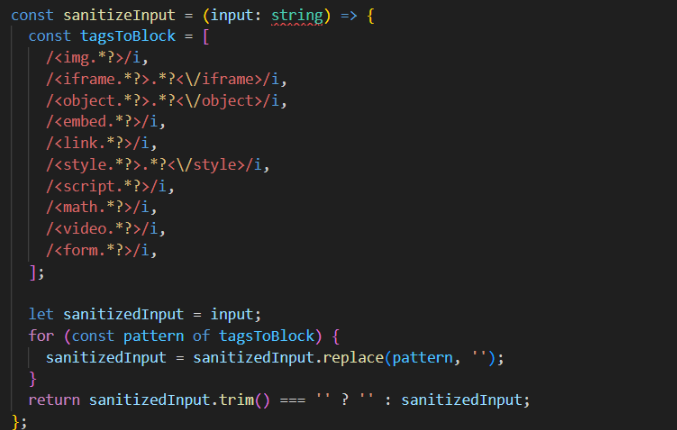 const sanitizeInput = (input: string) => {
  const tagsToBlock = [
    /<img.*?>/i,
    /<iframe.*?>.*?<\/iframe>/i,
    /<object.*?>.*?<\/object>/i,
    /<embed.*?>/i,
    /<link.*?>/i,
    /<style.*?>.*?<\/style>/i,
    /<script.*?>/i,
    /<math.*?>/i,
    /<video.*?>/i,
    /<form.*?>/i,
  ];

  let sanitizedInput = input;
  for (const pattern of tagsToBlock) {
    sanitizedInput = sanitizedInput.replace(pattern, '');
  }
  return sanitizedInput.trim() === '' ? '' : sanitizedInput;
};